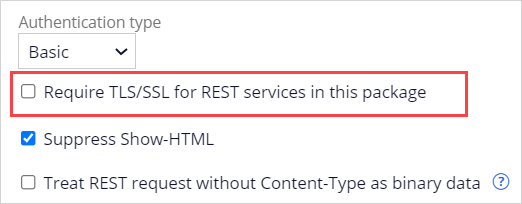 Authentication type
Basic
Require TLS/SSL for REST services in this package
Suppress Show-HTML
Treat REST request without Content-Type as binary data ?